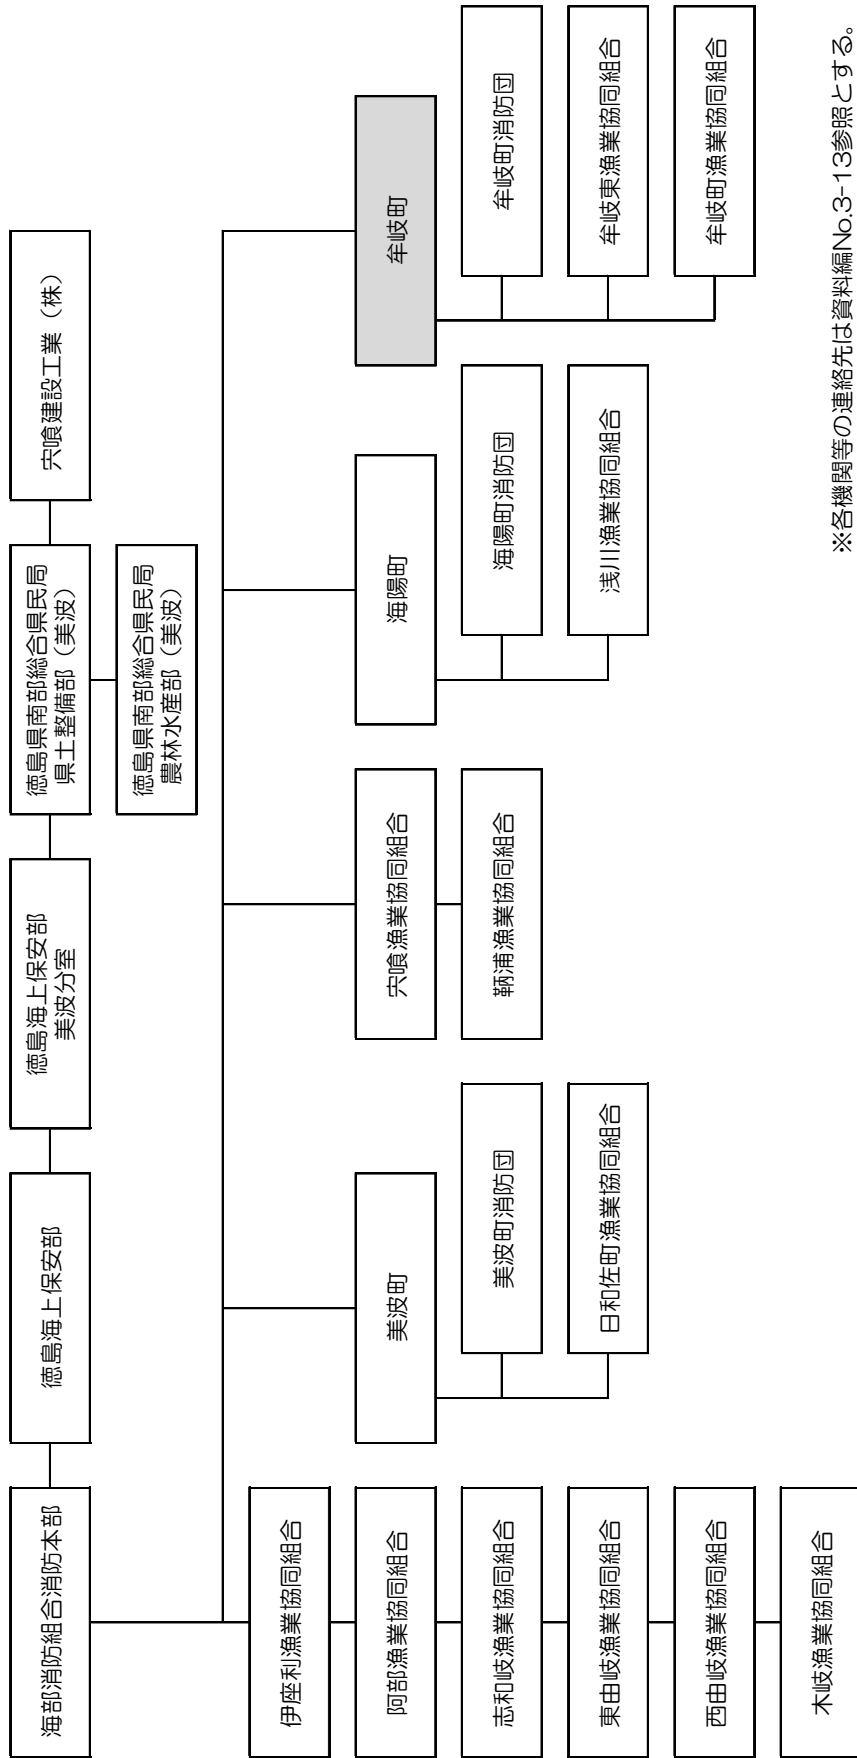 海部消防組合消防本部
徳島海上保安部
徳島海上保安部
美波分室
徳島県南部総合県民局
県土整備部（美波）
宍喰建設工業（株）
徳島県南部総合県民局
農林水産部（美波）
伊座利漁業協同組合
阿部漁業協同組合
志和岐漁業協同組合
東由岐漁業協同組合
西由岐漁業協同組合
木岐漁業協同組合
美波町
美波町消防団
日和佐町漁業協同組合
宍喰漁業協同組合
鞆浦漁業協同組合
海陽町
海陽町消防団
浅川漁業協同組合
牟岐町
牟岐町消防団
牟岐東漁業協同組合
牟岐町漁業協同組合
※各機関等の連絡先は資料編No.3-13参照とする。